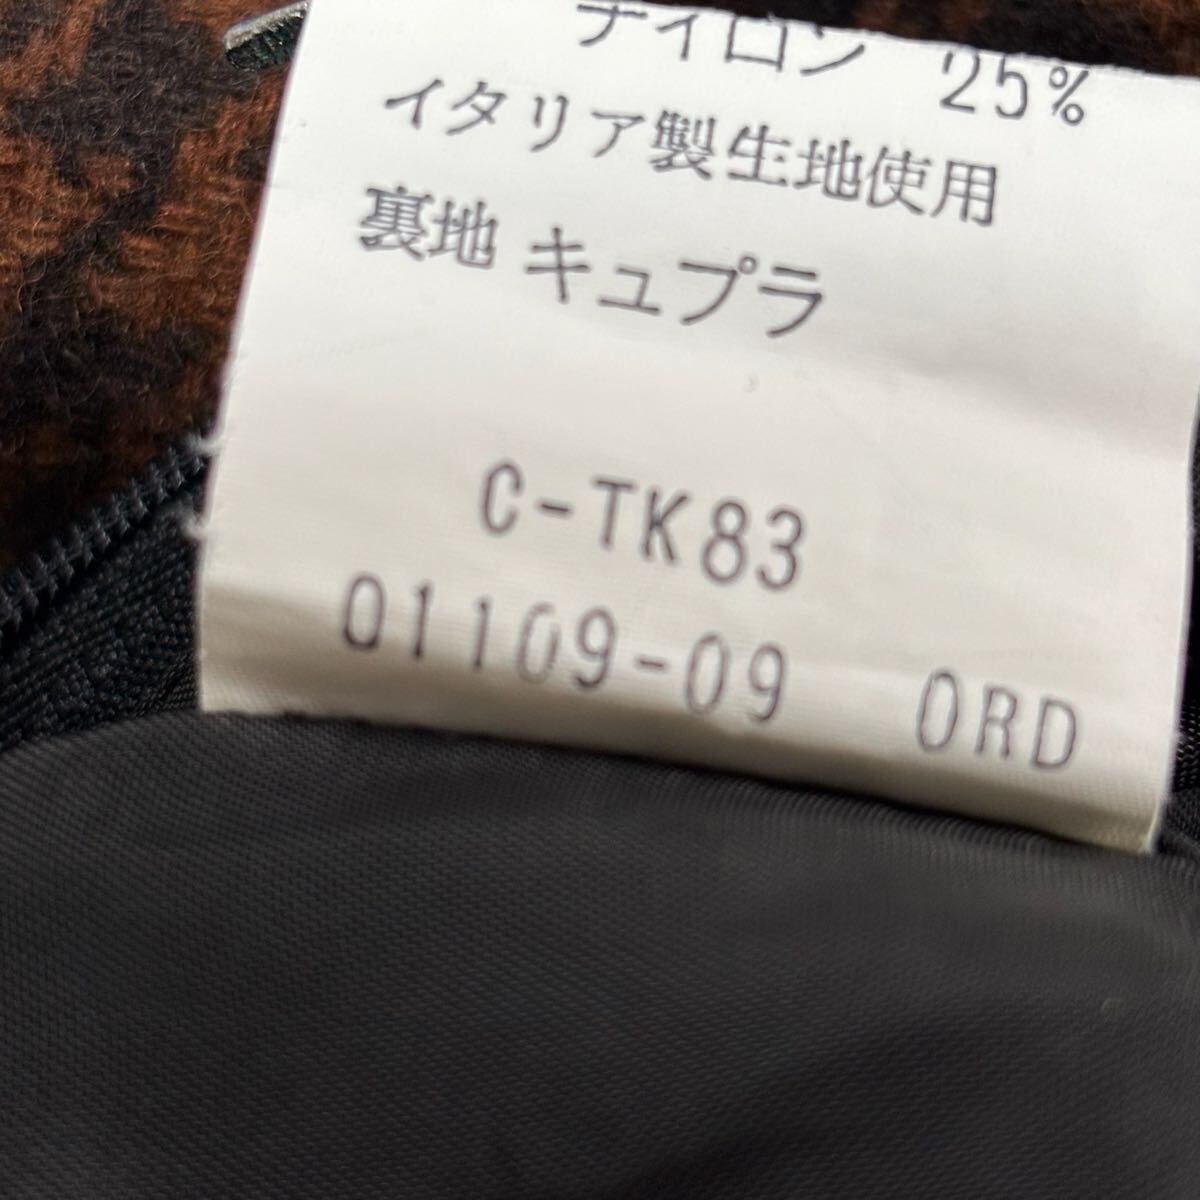 ナイロン 25%
イタリア製生地使用
裏地 キュプラ
C-TK83
01109-09 ORD